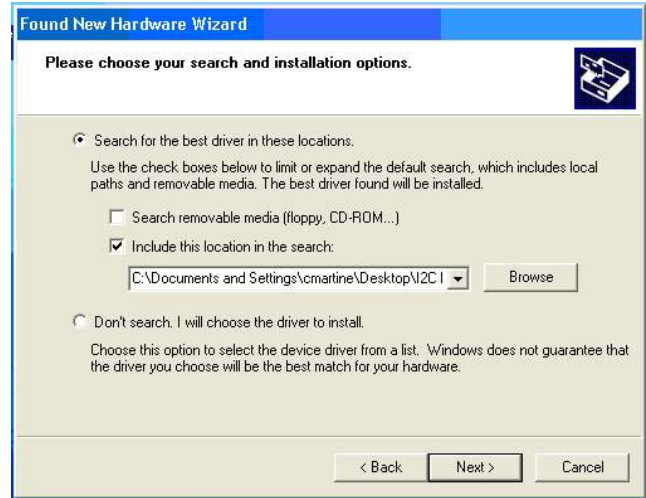 Found New Hardware Wizard
Please choose your search and installation options.
Search for the best driver in these locations.
Use the check boxes below to limit or expand the default search, which includes local
paths and removable media. The best driver found will be installed.
Search removable media (floppy, CD-ROM...)
Include this location in the search:
C:\Documents and Settings\cmartine\Desktop\I2C I
Browse
Don't search. I will choose the driver to install.
Choose this option to select the device driver from a list. Windows does not guarantee that
the driver you choose will be the best match for your hardware.
< Back
Next >
Cancel